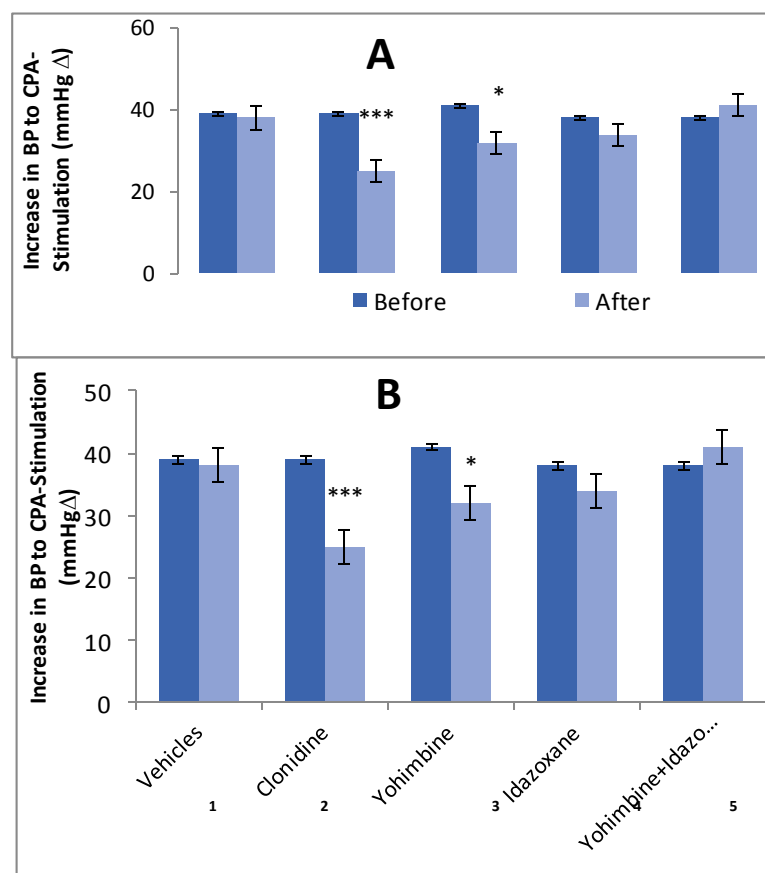 A
Increase in BP to CPA-
Stimulation (mmHg Δ)
60
40
20
0
***
*
Before
After
B
Increase in BP to CPA-Stimulation
(mmHgΔ)
50
40
30
20
10
0
***
*
Vehicles
Clonidine
Yohimbine
Idazoxane
Yohimbine+Idazo...
1
2
3
4
5